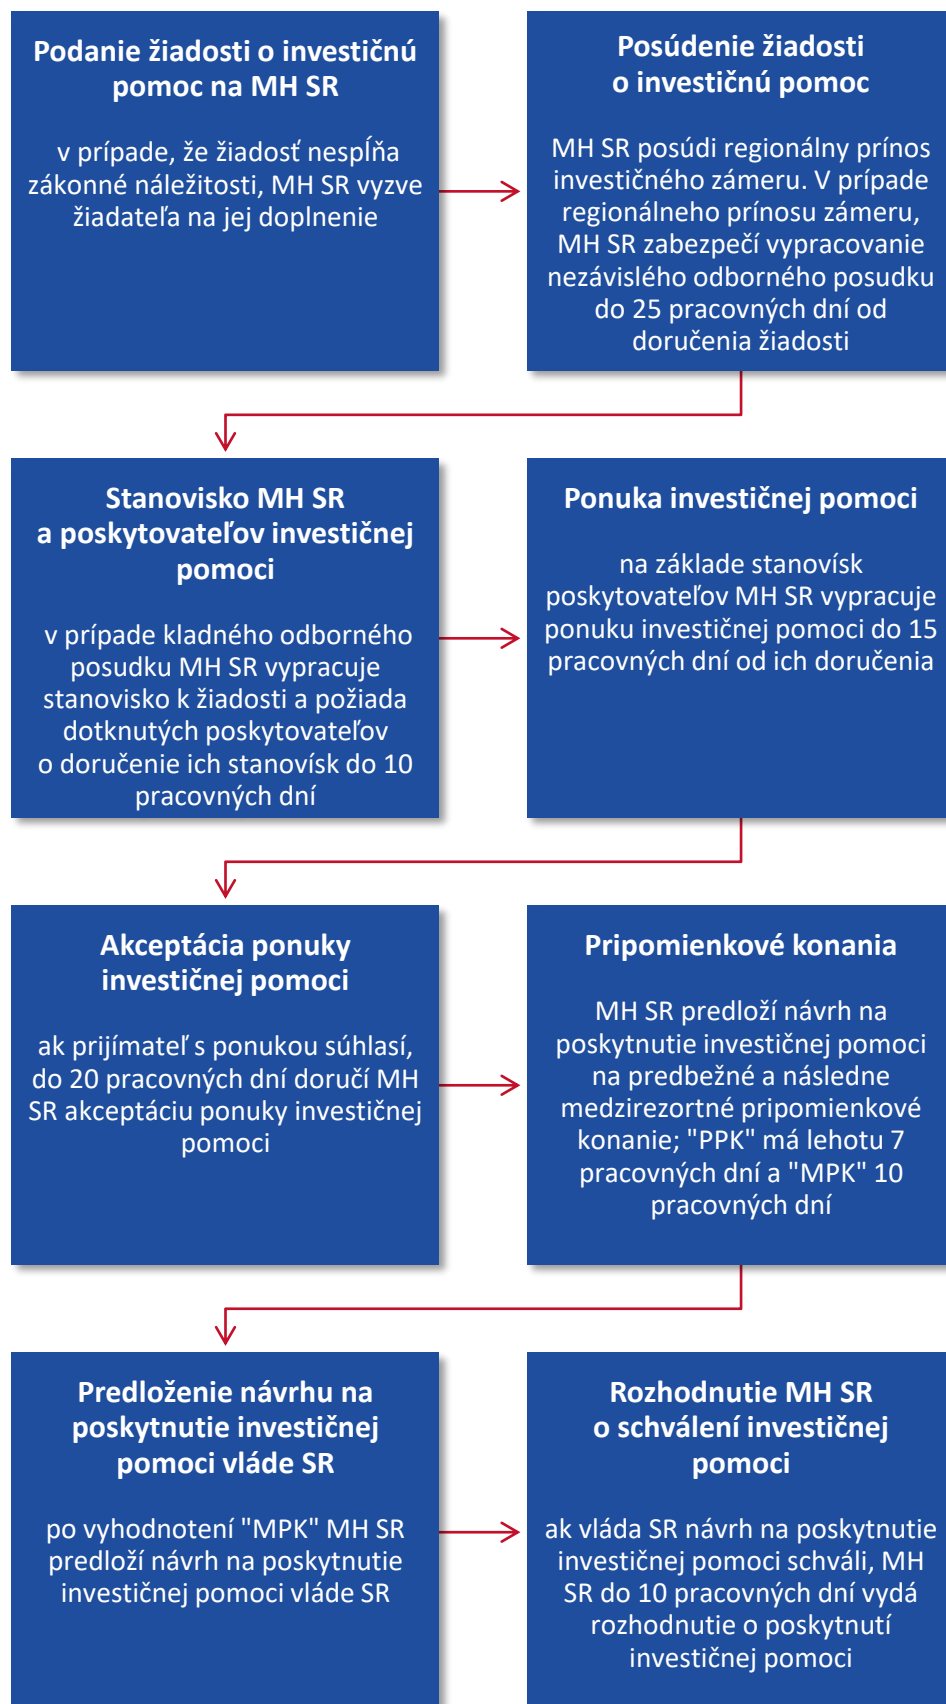 Podanie žiadosti o investičnú
pomoc na MH SR
v prípade, že žiadosť nespĺňa
zákonné náležitosti, MH SR vyzve
žiadateľa na jej doplnenie
Posúdenie žiadosti
o investičnú pomoc
MH SR posúdi regionálny prínos
investičného zámeru. V prípade
regionálneho prínosu zámeru,
MH SR zabezpečí vypracovanie
nezávislého odborného posudku
do 25 pracovných dní od
doručenia žiadosti
Stanovisko MH SR
a poskytovateľov investičnej
pomoci
v prípade kladného odborného
posudku MH SR vypracuje
stanovisko k žiadosti a požiada
dotknutých poskytovateľov
o doručenie ich stanovísk do 10
pracovných dní
Ponuka investičnej pomoci
na základe stanovísk
poskytovateľov MH SR vypracuje
ponuku investičnej pomoci do 15
pracovných dní od ich doručenia
Akceptácia ponuky
investičnej pomoci
ak prijímateľ s ponukou súhlasí,
do 20 pracovných dní doručí MH
SR akceptáciu ponuky investičnej
pomoci
Pripomienkové konania
MH SR predloží návrh na
poskytnutie investičnej pomoci
na predbežné a následne
medzirezortné pripomienkové
konanie; "PPK" má lehotu 7
pracovných dní a "MPK" 10
pracovných dní
Predloženie návrhu na
poskytnutie investičnej
pomoci vláde SR
po vyhodnotení "MPK" MH SR
predloží návrh na poskytnutie
investičnej pomoci vláde SR
Rozhodnutie MH SR
o schválení investičnej
pomoci
ak vláda SR návrh na poskytnutie
investičnej pomoci schváli, MH
SR do 10 pracovných dní vydá
rozhodnutie o poskytnutí
investičnej pomoci